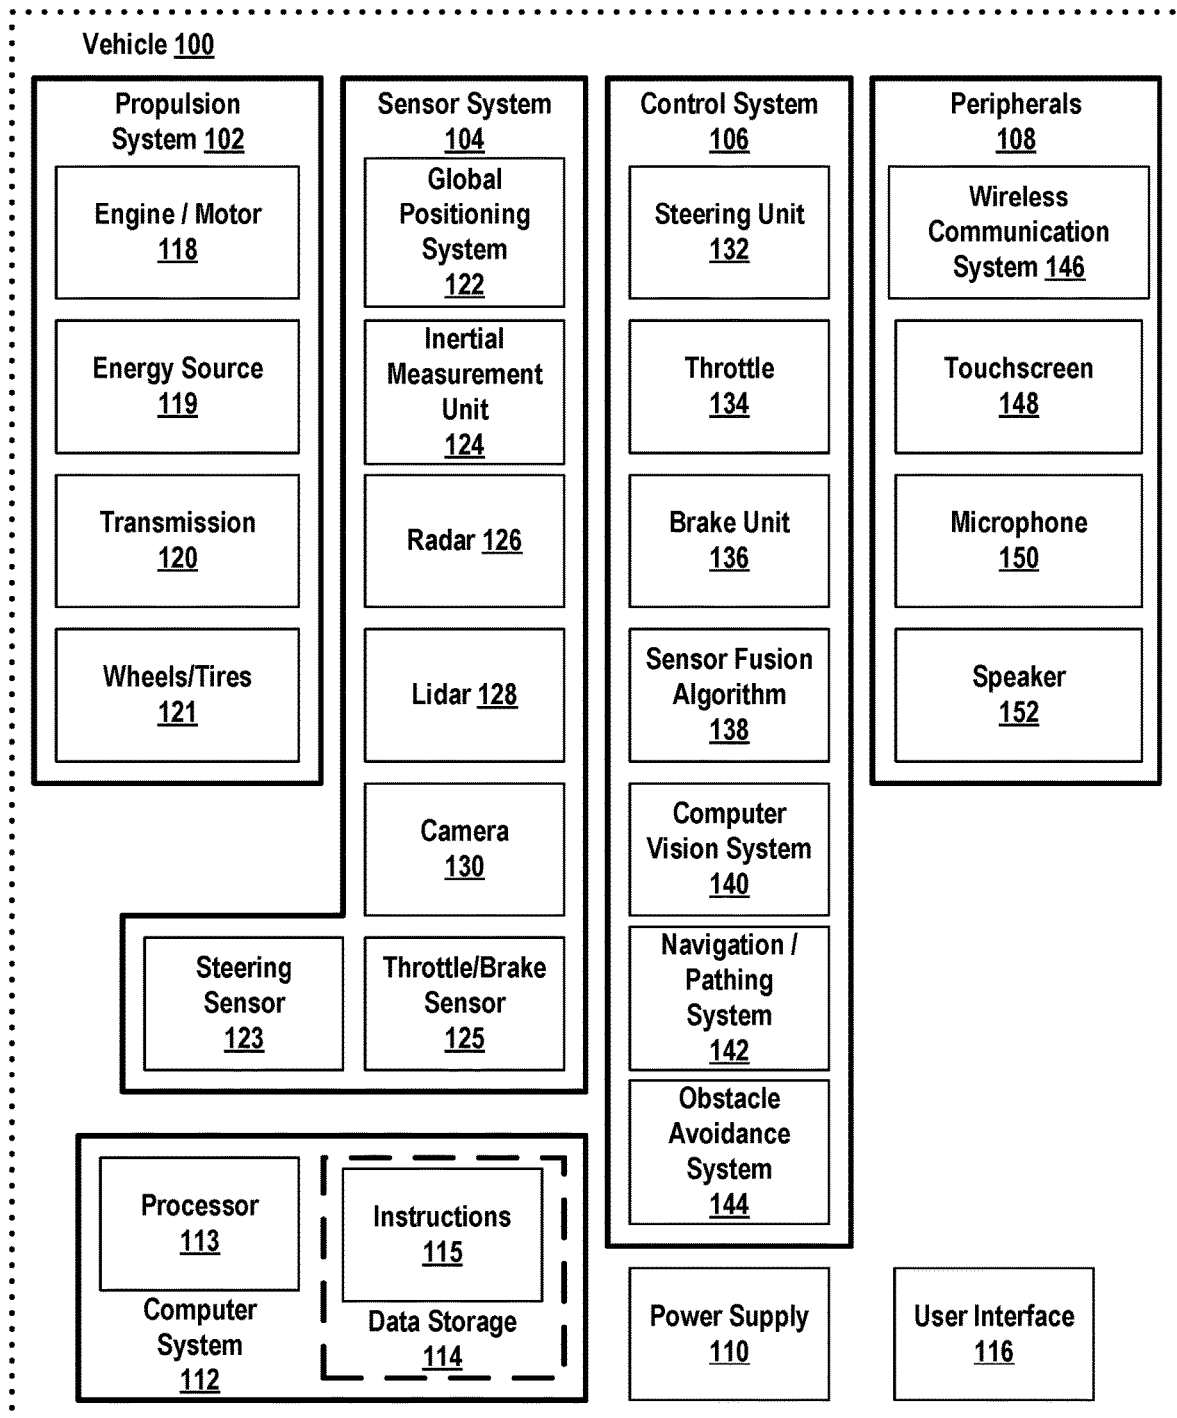 Vehicle 100
Propulsion
System 102
Engine / Motor
118
Energy Source
119
Transmission
120
Wheels/Tires
121
Sensor System
104
Global
Positioning
System
122
Inertial
Measurement
Unit
124
Radar 126
Lidar 128
Camera
130
Steering
Sensor
123
Throttle/Brake
Sensor
125
Control System
106
Steering Unit
132
Throttle
134
Brake Unit
136
Sensor Fusion
Algorithm
138
Computer
Vision System
140
Navigation /
Pathing
System
142
Obstacle
Avoidance
System
144
Peripherals
108
Wireless
Communication
System 146
Touchscreen
148
Microphone
150
Speaker
152
Processor
113
Computer
System
112
Instructions
115
Data Storage
114
Power Supply
110
User Interface
116